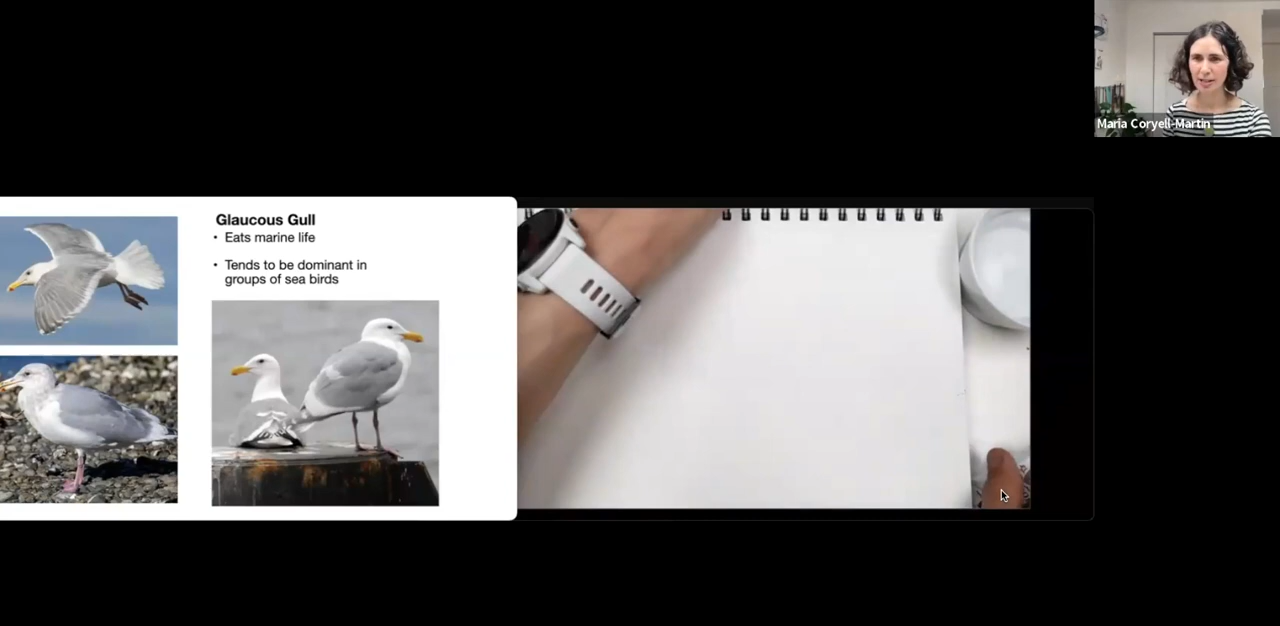 Maria Coryell-Martin
Glaucous Gull
• Eats marine life
• Tends to be dominant in
groups of sea birds